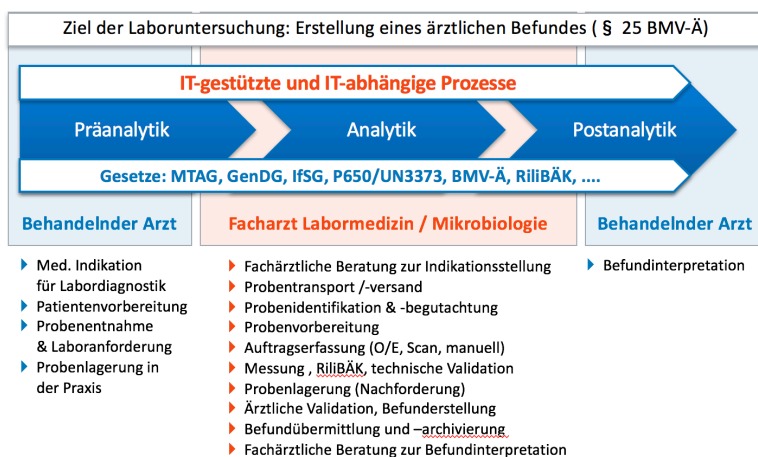 Ziel der Laboruntersuchung: Erstellung eines ärztlichen Befundes ( § 25 BMV-Ä)
IT-gestützte und IT-abhängige Prozesse
Präanalytik
Analytik
Postanalytik
Gesetze: MTAG, GenDG, IfSG, P650/UN3373, BMV-Ä, RiliBÄK, ....
Behandelnder Arzt
Facharzt Labormedizin / Mikrobiologie
Behandelnder Arzt
Med. Indikation
für Labordiagnostik
Patientenvorbereitung
Probenentnahme
& Laboranforderung
Probenlagerung in
der Praxis
Fachärztliche Beratung zur Indikationsstellung
Probentransport /-versand
Probenidentifikation & -begutachtung
Probenvorbereitung
Auftragserfassung (O/E, Scan, manuell)
Messung , RiliBÄK, technische Validation
Probenlagerung (Nachforderung)
Ärztliche Validation, Befunderstellung
Befundübermittlung und –archivierung
Fachärztliche Beratung zur Befundinterpretation
Befundinterpretation